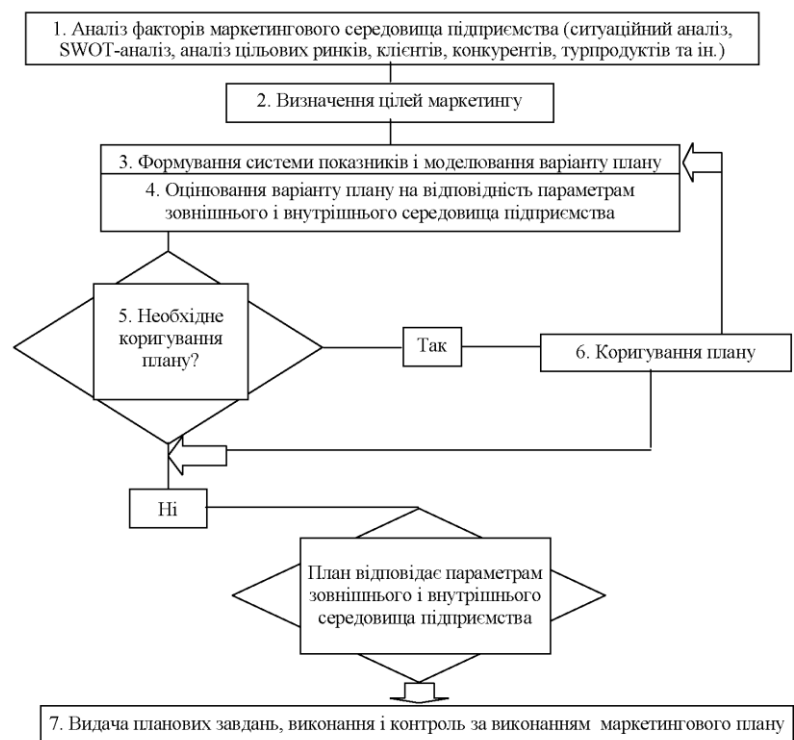 1. Аналіз факторів маркетингового середовища підприємства (ситуаційний аналіз,
SWOT-аналіз, аналіз цільових ринків, клієнтів, конкурентів, турпродуктів та ін.)
2. Визначення цілей маркетингу
3. Формування системи показників і моделювання варіанту плану
4. Оцінювання варіанту плану на відповідність параметрам
зовнішнього і внутрішнього середовища підприємства
5. Необхідне
коригування
плану?
Так
6. Коригування плану
Ні
План відповідає параметрам
зовнішнього і внутрішнього
середовища підприємства
7. Видача планових завдань, виконання і контроль за виконанням маркетингового плану